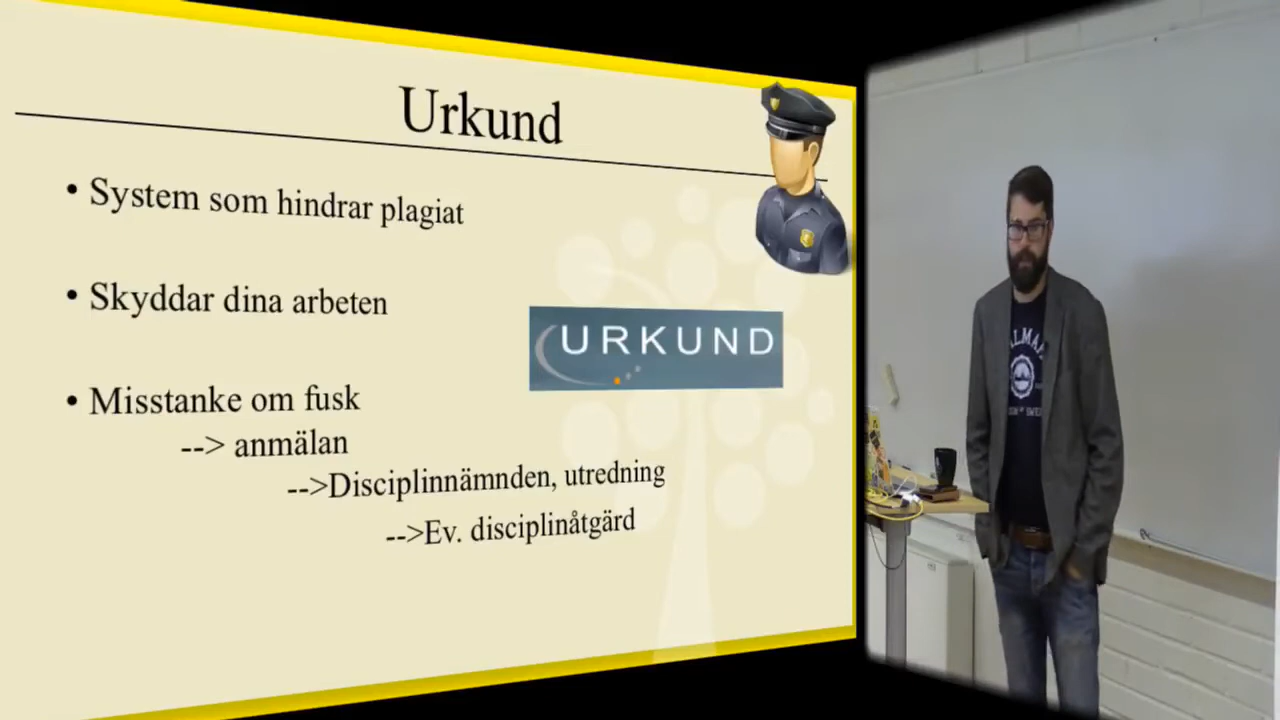 Urkund
• System som hindrar plagiat
• Skyddar dina arbeten
URKUND
• Misstanke om fusk
--> anmälan
-->Disciplinnämnden, utredning
-->Ev. disciplinåtgärd